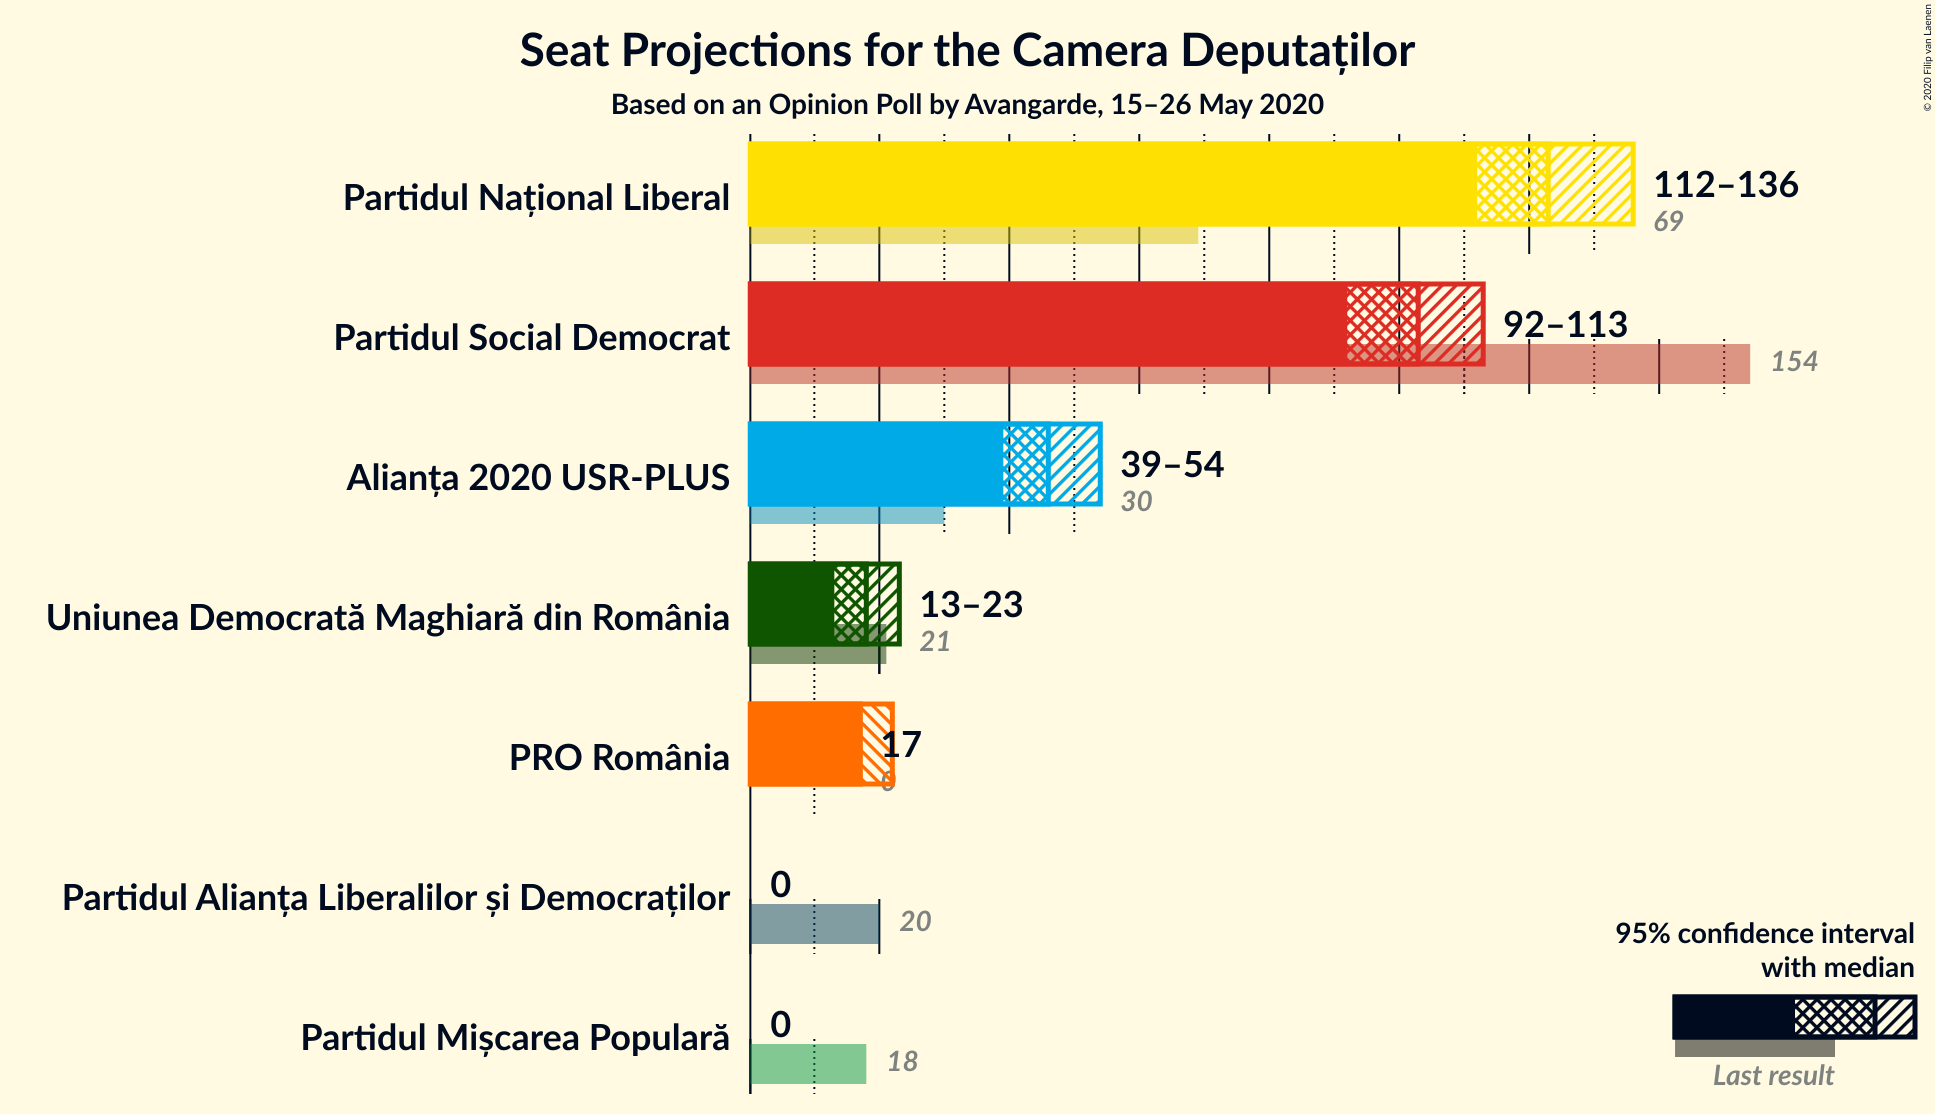 Seat Projections for the Camera Deputaților
Based on an Opinion Poll by Avangarde, 15–26 May 2020
© 2020 Filip van Laenen
Partidul Național Liberal
112–136
69
Partidul Social Democrat
92–113
154
Alianța 2020 USR-PLUS
39–54
30
Uniunea Democrată Maghiară din România
13–23
21
PRO România
17
0
Partidul Alianța Liberalilor și Democraților
0
20
Partidul Mișcarea Populară
0
18
95% confidence interval
with median
Last result